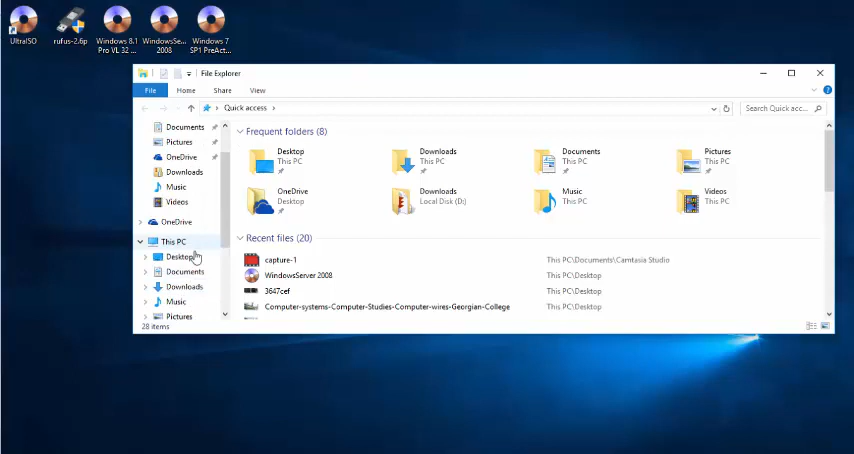 UltraISO
rufus-2.6p
Windows 8.1
Pro VL 32 ...
WindowsSe...
2008
Windows 7
SP1 PreAct...
File Explorer
File
Home
Share
View
Quick access
Search Quick acc...
Documents
Pictures
OneDrive
Downloads
Music
Videos
OneDrive
This PC
Desktop
Documents
Downloads
Music
Pictures
Frequent folders (8)
Desktop
This PC
Downloads
This PC
Documents
This PC
Pictures
This PC
OneDrive
Desktop
Downloads
Local Disk (D:)
Music
This PC
Videos
This PC
Recent files (20)
capture-1 This PC\Documents\Camtasia Studio
WindowsServer 2008 This PC\Desktop
3647cef This PC\Desktop
Computer-systems-Computer-Studies-Computer-wires-Georgian-College This PC\Desktop
28 items